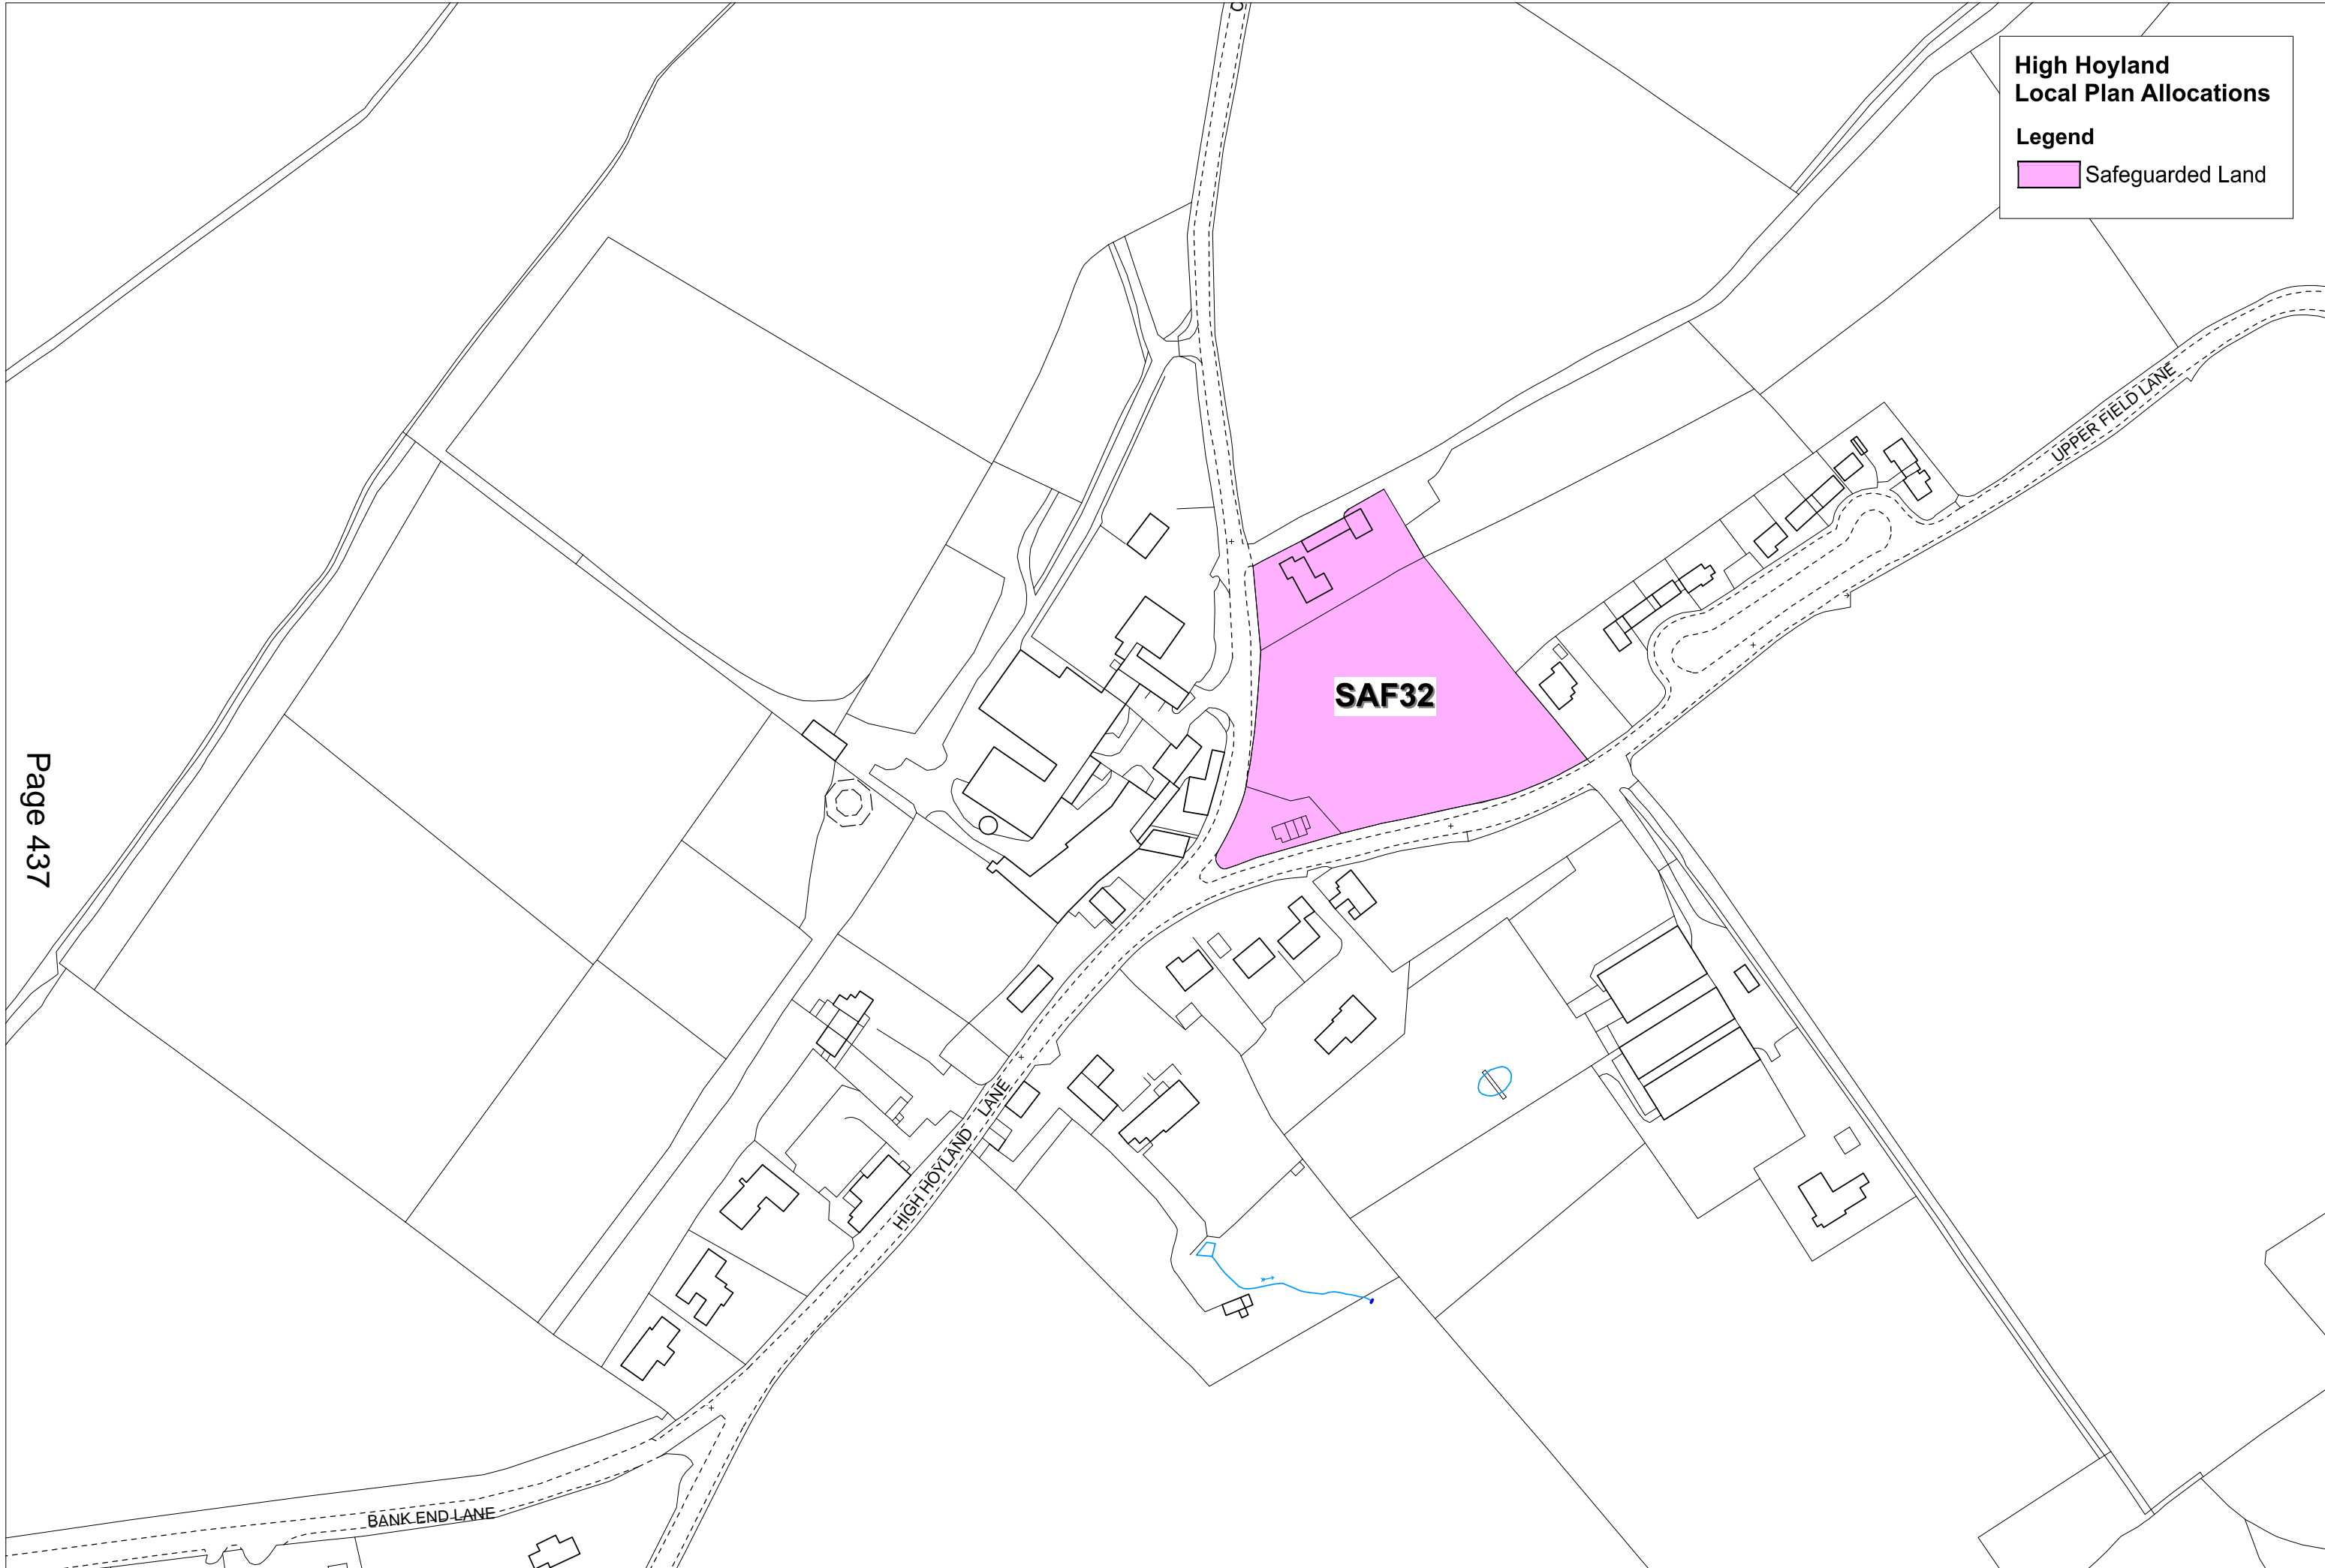 High Hoyland
Local Plan Allocations
Legend
Safeguarded Land
UPPER FIELD LANE
SAF32
Page 437
HIGH HOYLAND LANE
BANK END LANE